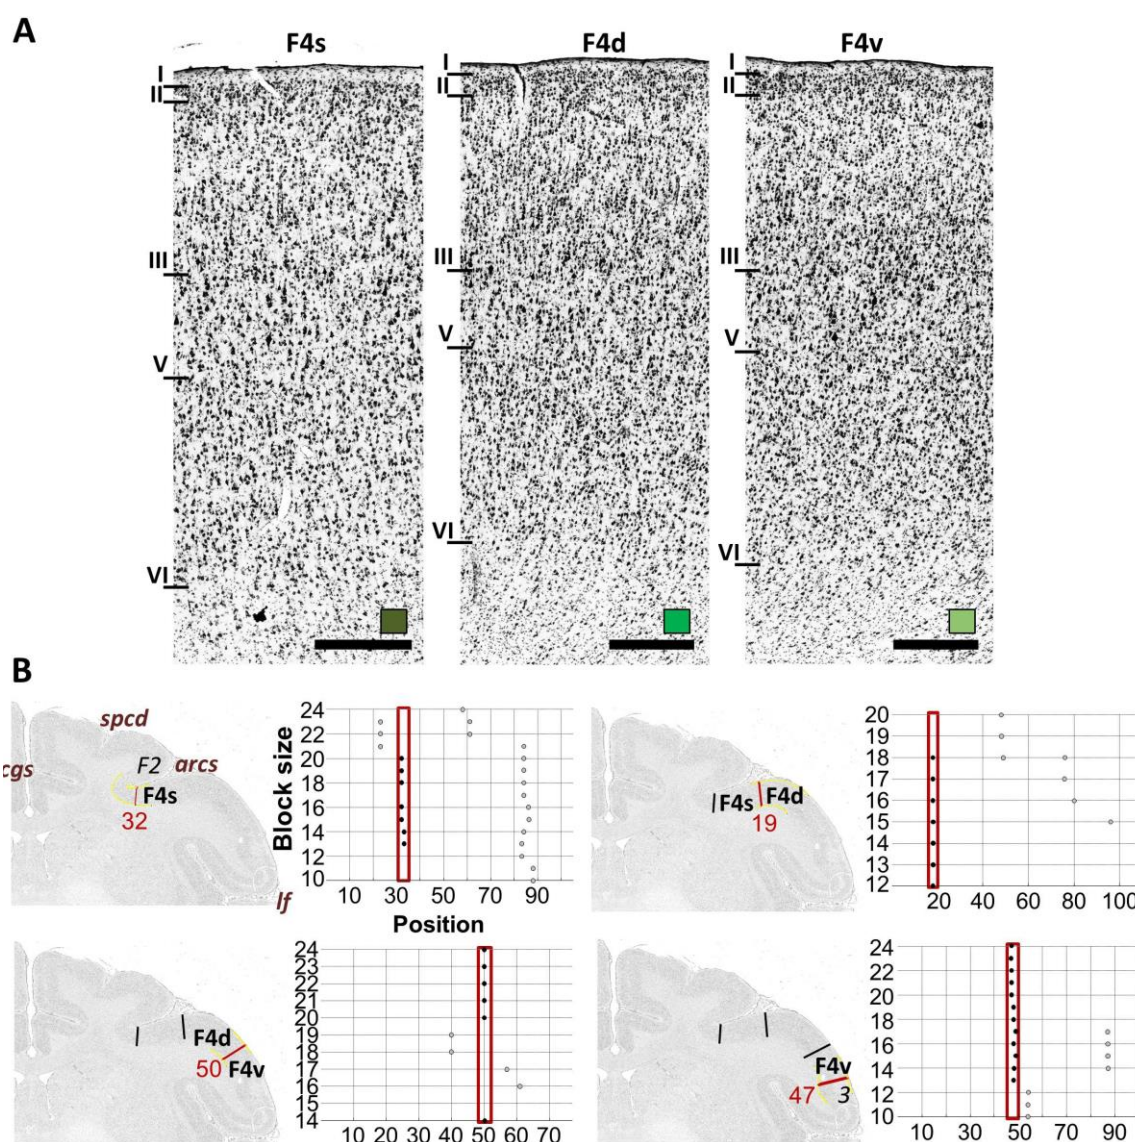 A
F4s
F4d
F4v
I
II
III
V
VI
I
II
III
V
VI
I
II
III
V
VI
B
spcd
cgs
F2
arcs
F4s
32
lf
Block size
24
22
20
18
16
14
12
10
10 30 50 70 90
Position
F4s F4d
19
20
19
18
17
16
15
14
13
12
20 40 60 80 100
F4d
50 F4v
24
23
22
21
20
19
18
17
16
15
14
10 20 30 40 50 60 70
F4v
47 3
24
22
20
18
16
14
12
10
10 30 50 70 90